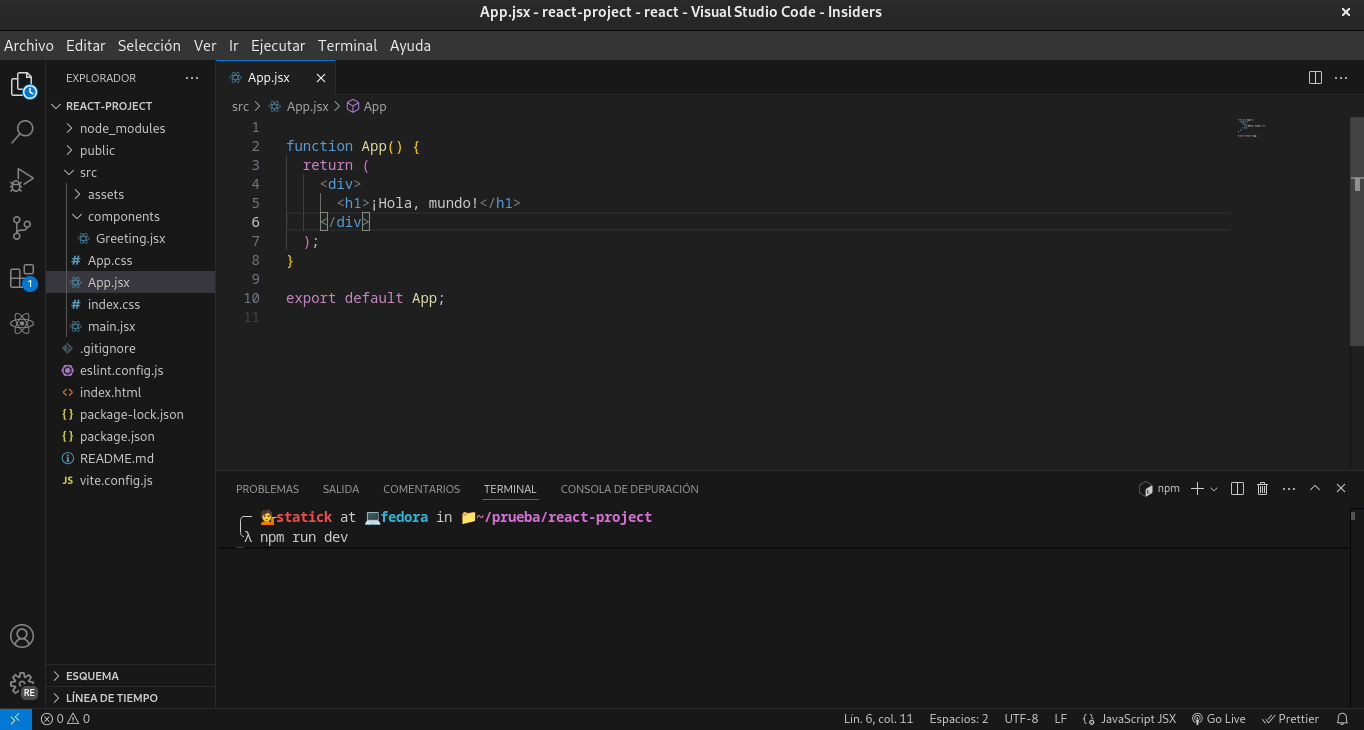 App.jsx - react-project - react - Visual Studio Code - Insiders
Archivo Editar Selección Ver Ir Ejecutar Terminal Ayuda
EXPLORADOR
REACT-PROJECT
node_modules
public
src
assets
components
Greeting.jsx
# App.css
App.jsx
# index.css
main.jsx
.gitignore
eslint.config.js
<> index.html
{} package-lock.json
{} package.json
README.md
JS vite.config.js
1
RE
ESQUEMA
LÍNEA DE TIEMPO
App.jsx
src > App.jsx > App
1
2 function App() {
3 return (
4 <div>
5 <h1>¡Hola, mundo!</h1>
6 </div>
7 );
8 }
9
10 export default App;
11
PROBLEMAS SALIDA COMENTARIOS TERMINAL CONSOLA DE DEPURACIÓN npm
statick at fedora in ~/prueba/react-project
λ npm run dev
0 0 Lín. 6, col. 11 Espacios: 2 UTF-8 LF {} JavaScript JSX Go Live Prettier